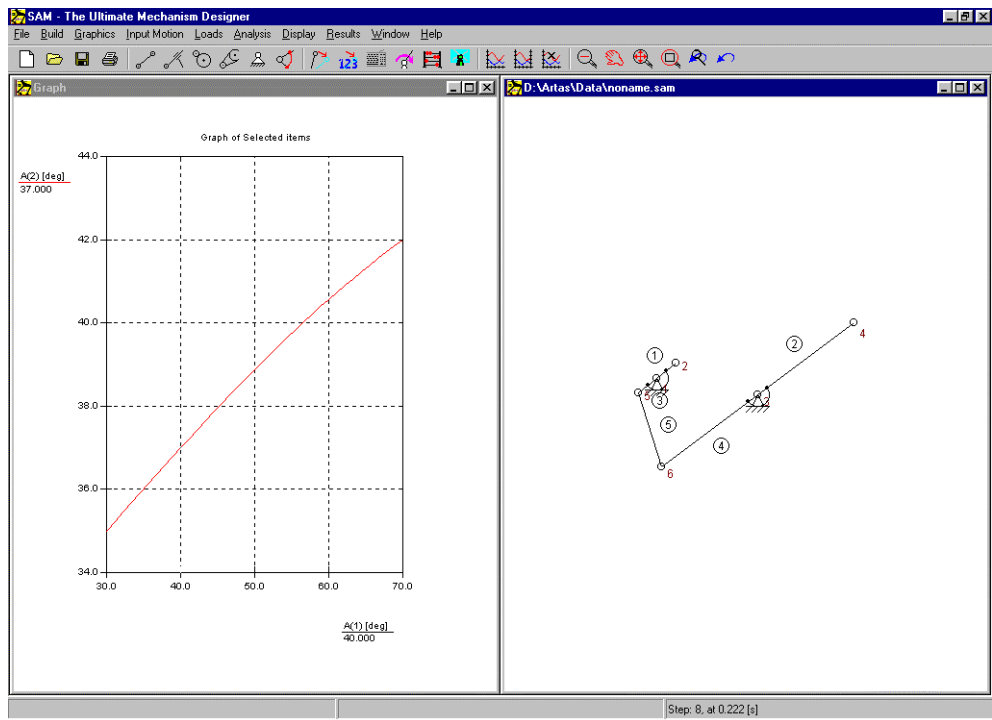 SAM - The Ultimate Mechanism Designer
File Build Graphics Input Motion Loads Analysis Display Results Window Help
123
Graph
Graph of Selected items
A(2) [deg]
37.000
44.0
42.0
40.0
38.0
36.0
34.0
30.0 40.0 50.0 60.0 70.0
A(1) [deg]
40.000
D:\Artas\Data\noname.sam
2
4
1
2
5
3
3
5
4
6
Step: 8, at 0.222 [s]